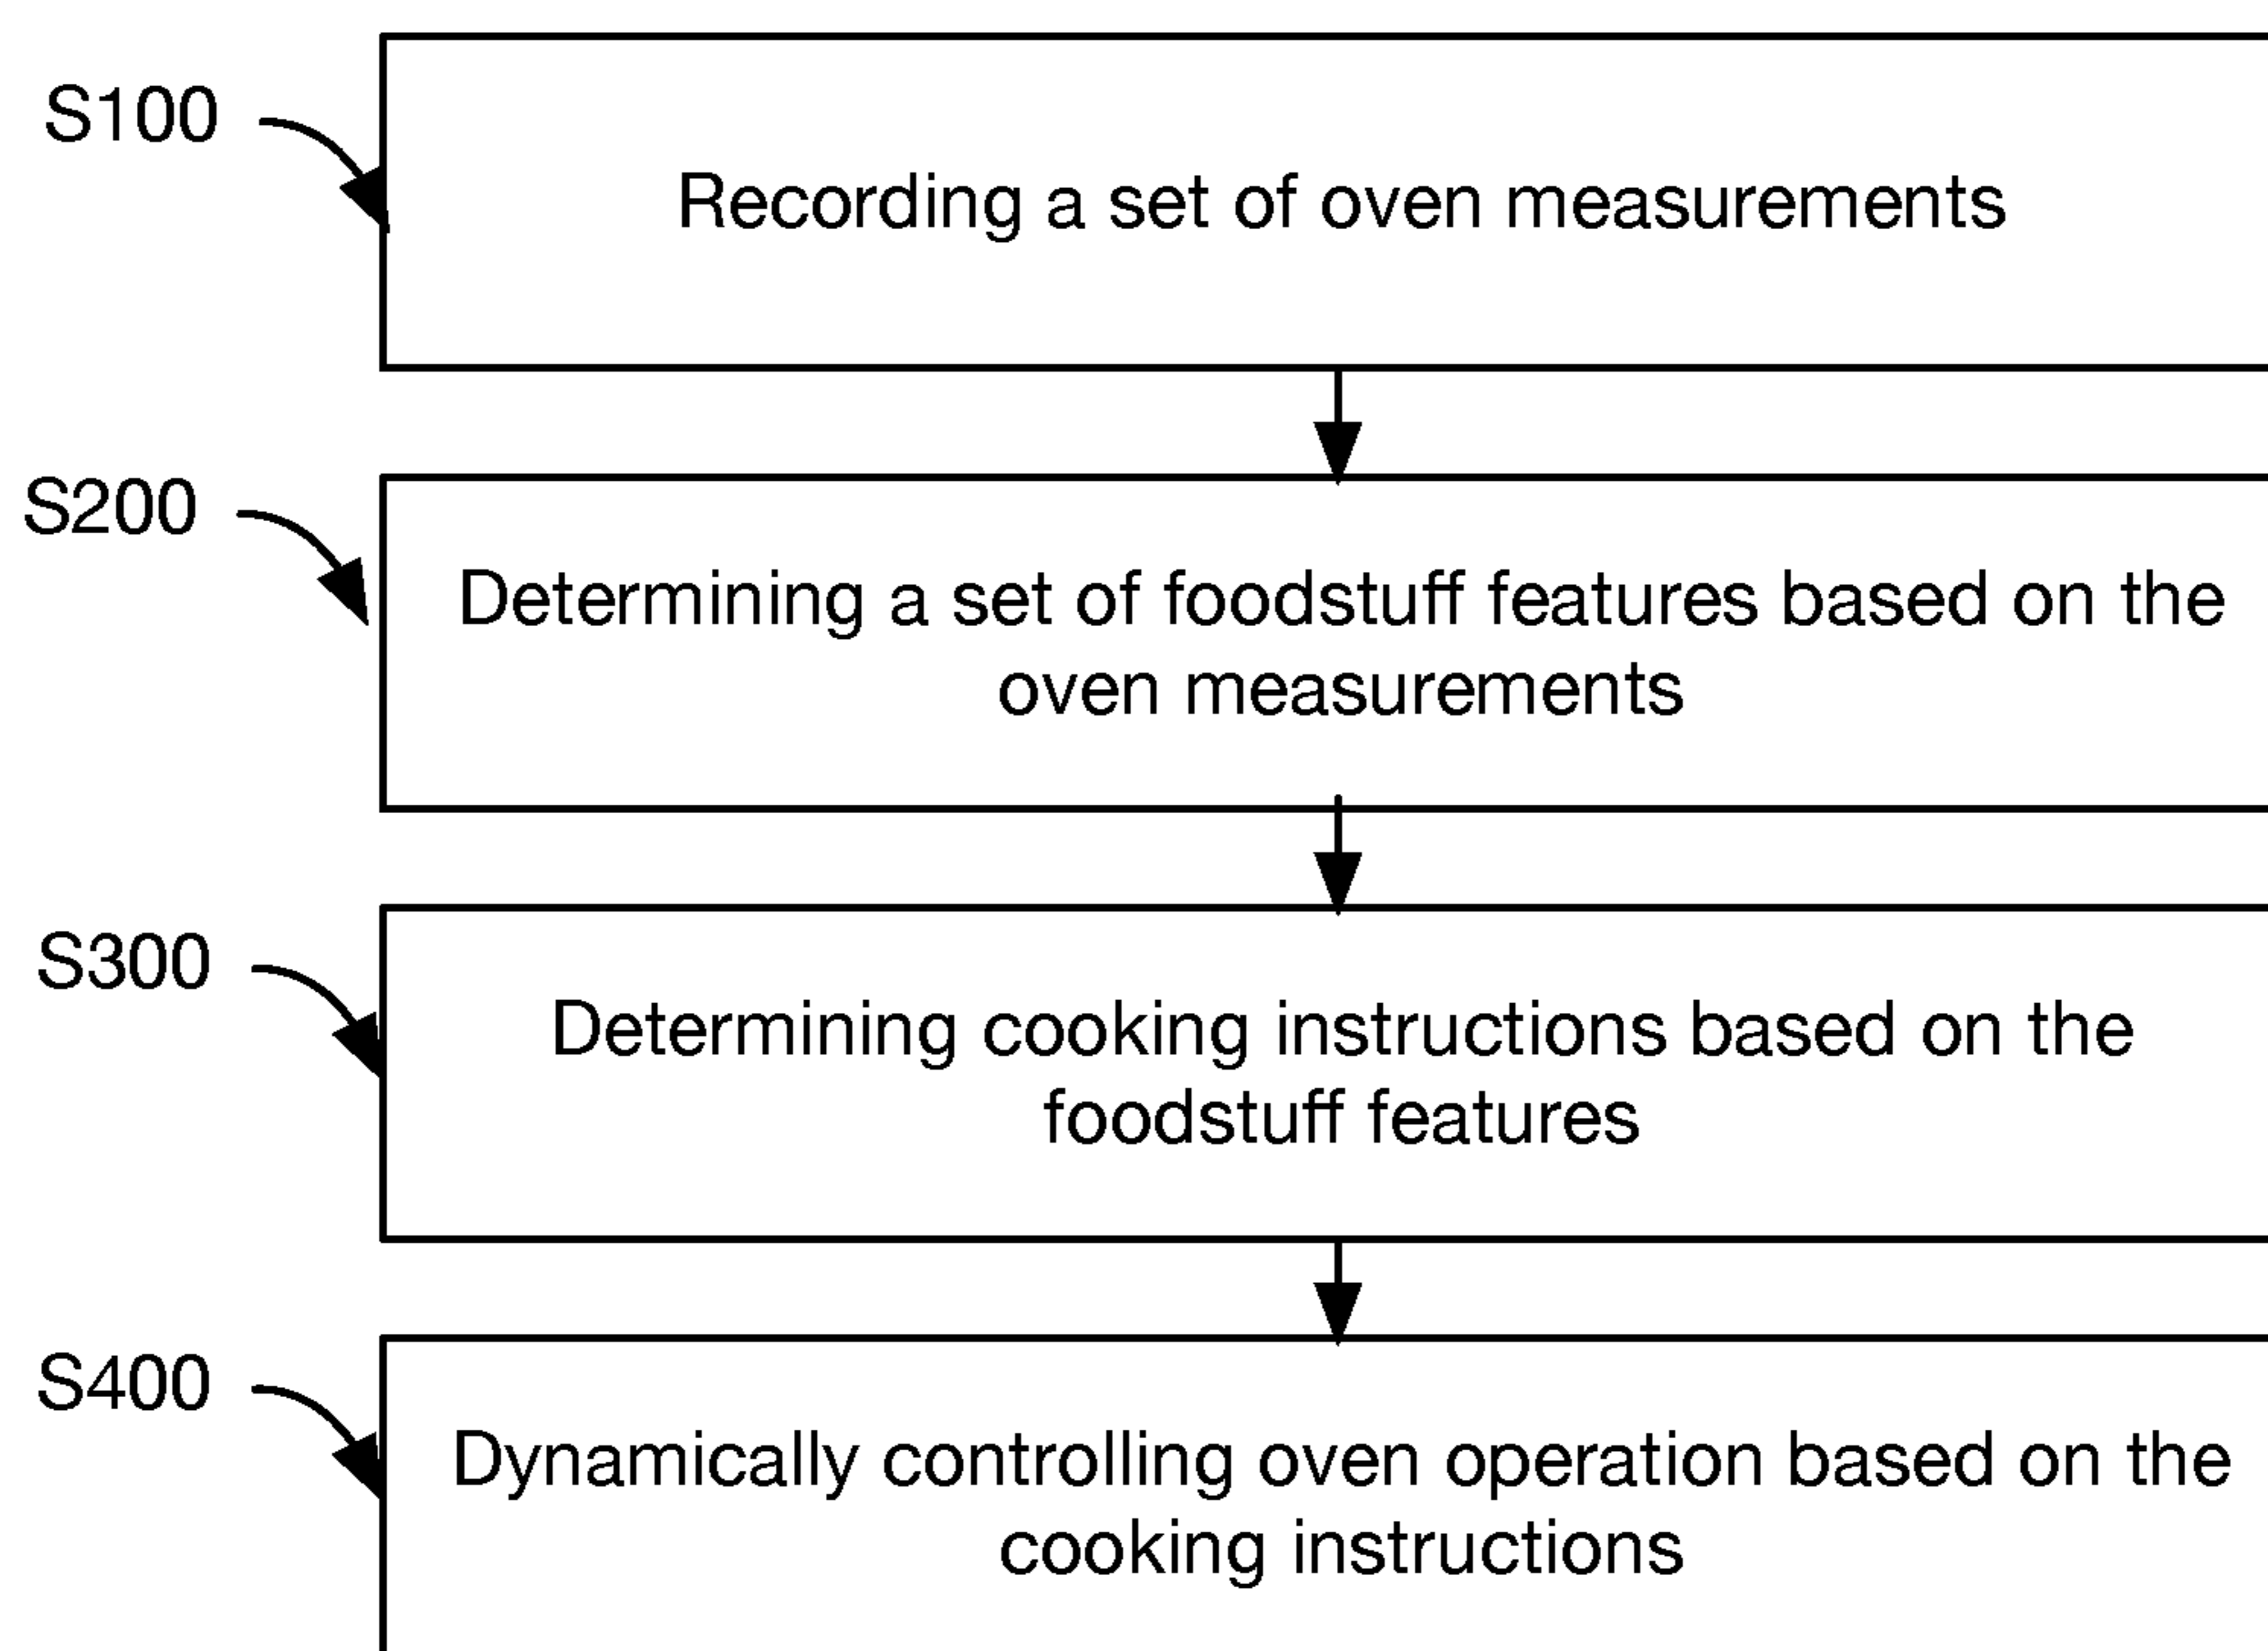 S100
Recording a set of oven measurements
S200
Determining a set of foodstuff features based on the
oven measurements
S300
Determining cooking instructions based on the
foodstuff features
S400
Dynamically controlling oven operation based on the
cooking instructions